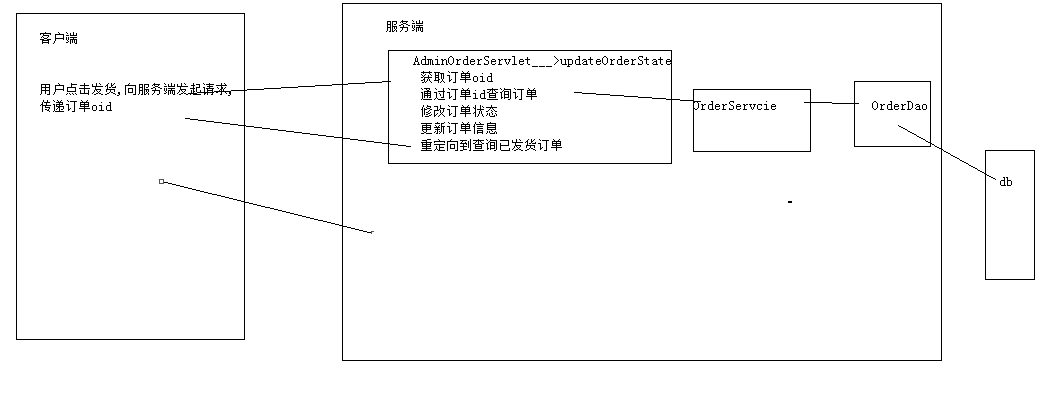 客户端
用户点击发货,向服务端发起请求,
传递订单oid
服务端
AdminOrderServlet___>updateOrderState
获取订单oid
通过订单id查询订单
修改订单状态
更新订单信息
重定向到查询已发货订单
OrderServcie
OrderDao
db